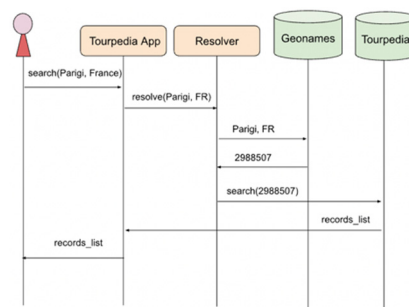 Tourpedia App
Resolver
Geonames
Tourpedia
search(Parigi, France)
resolve(Parigi, FR)
Parigi, FR
2988507
search(2988507)
records_list
records_list